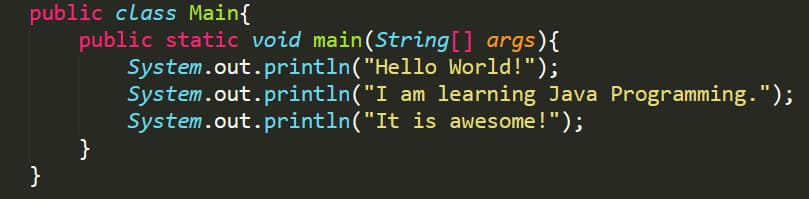 public class Main{
    public static void main(String[] args){
        System.out.println("Hello World!");
        System.out.println("I am learning Java Programming.");
        System.out.println("It is awesome!");
    }
}